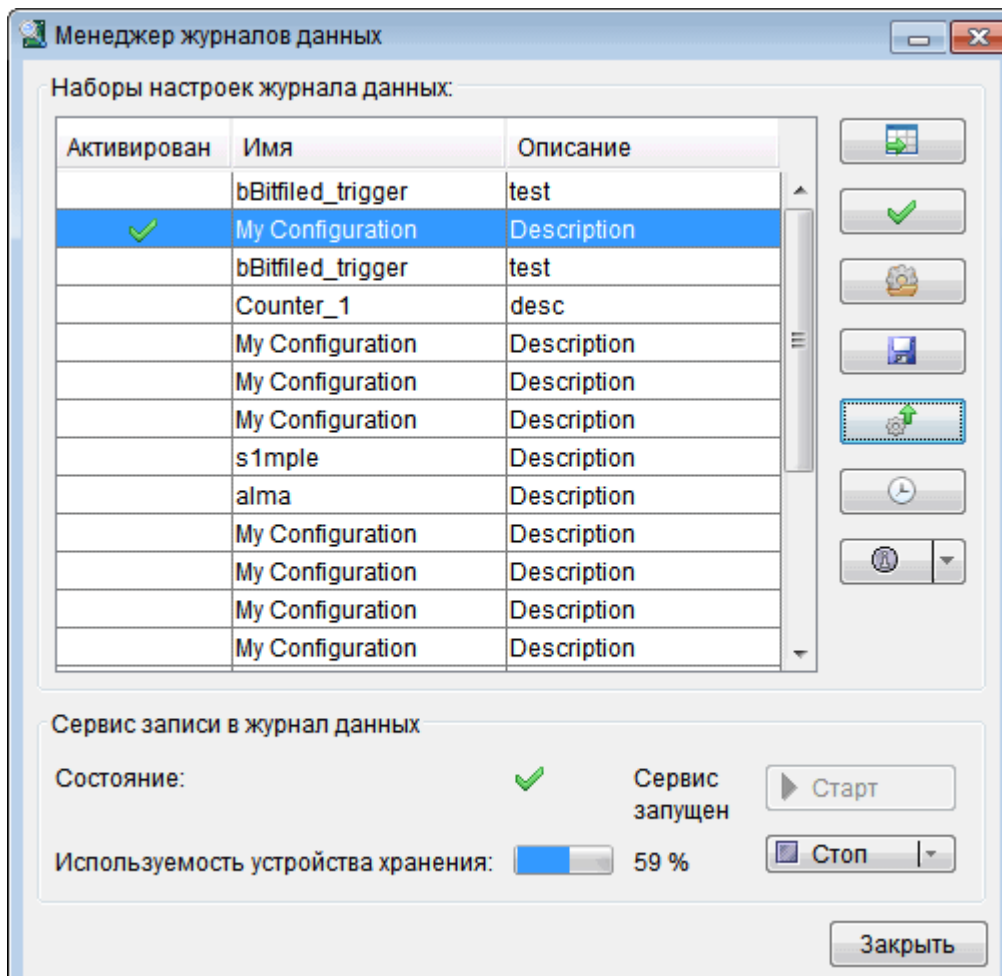 Менеджер журналов данных
Наборы настроек журнала данных:
Активирован Имя Описание
bBitfiled_trigger test
My Configuration Description
bBitfiled_trigger test
Counter_1 desc
My Configuration Description
My Configuration Description
My Configuration Description
s1mple Description
alma Description
My Configuration Description
My Configuration Description
My Configuration Description
My Configuration Description
Сервис записи в журнал данных
Состояние: Сервис запущен Старт
Используемость устройства хранения: 59 % Стоп
Закрыть